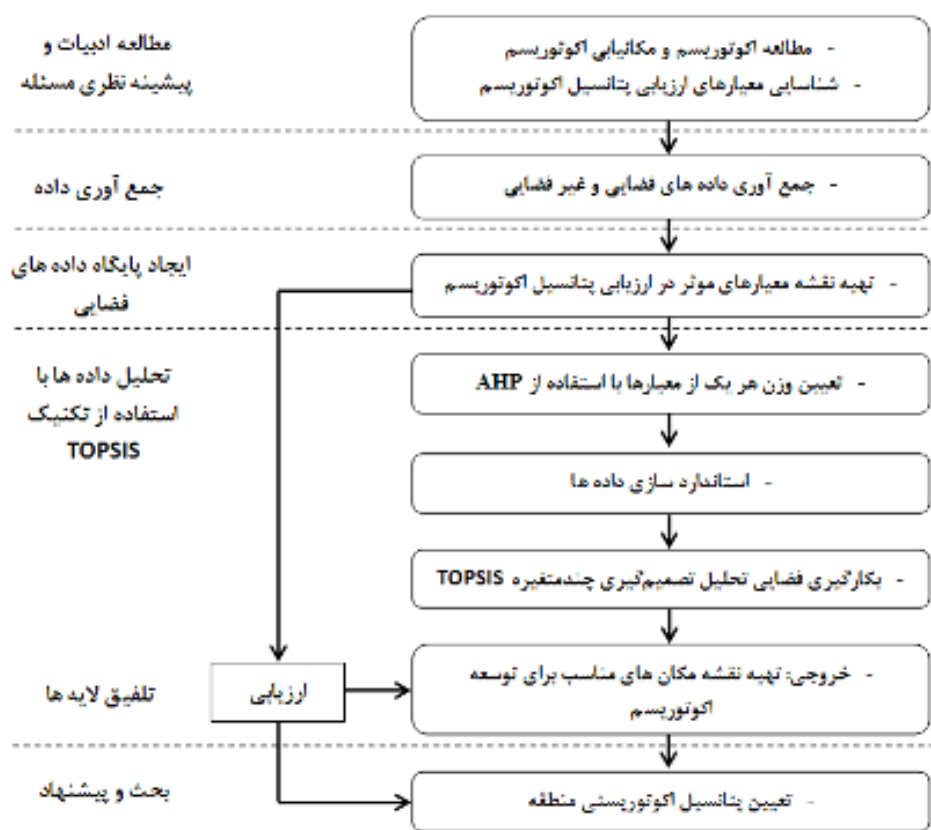 مطالعه ادبیات و
پیشینه نظری مسئله
- مطالعه اکوتوریسم و مکانیابی اکوتوریسم
- شناسایی معیارهای ارزیابی پتانسیل اکوتوریسم
جمع آوری داده
- جمع آوری داده های فضایی و غیر فضایی
ایجاد پایگاه داده های
فضایی
- تهیه نقشه معیارهای موثر در ارزیابی پتانسیل اکوتوریسم
تحلیل داده ها با
استفاده از تکنیک
TOPSIS
- تعیین وزن هر یک از معیارها با استفاده از AHP
- استاندارد سازی داده ها
- بکارگیری فضایی تحلیل تصمیم‌گیری چندمتغیره TOPSIS
تلفیق لایه ها
ارزیابی
- خروجی: تهیه نقشه مکان های مناسب برای توسعه
اکوتوریسم
بحث و پیشنهاد
- تعیین پتانسیل اکوتوریستی منطقه